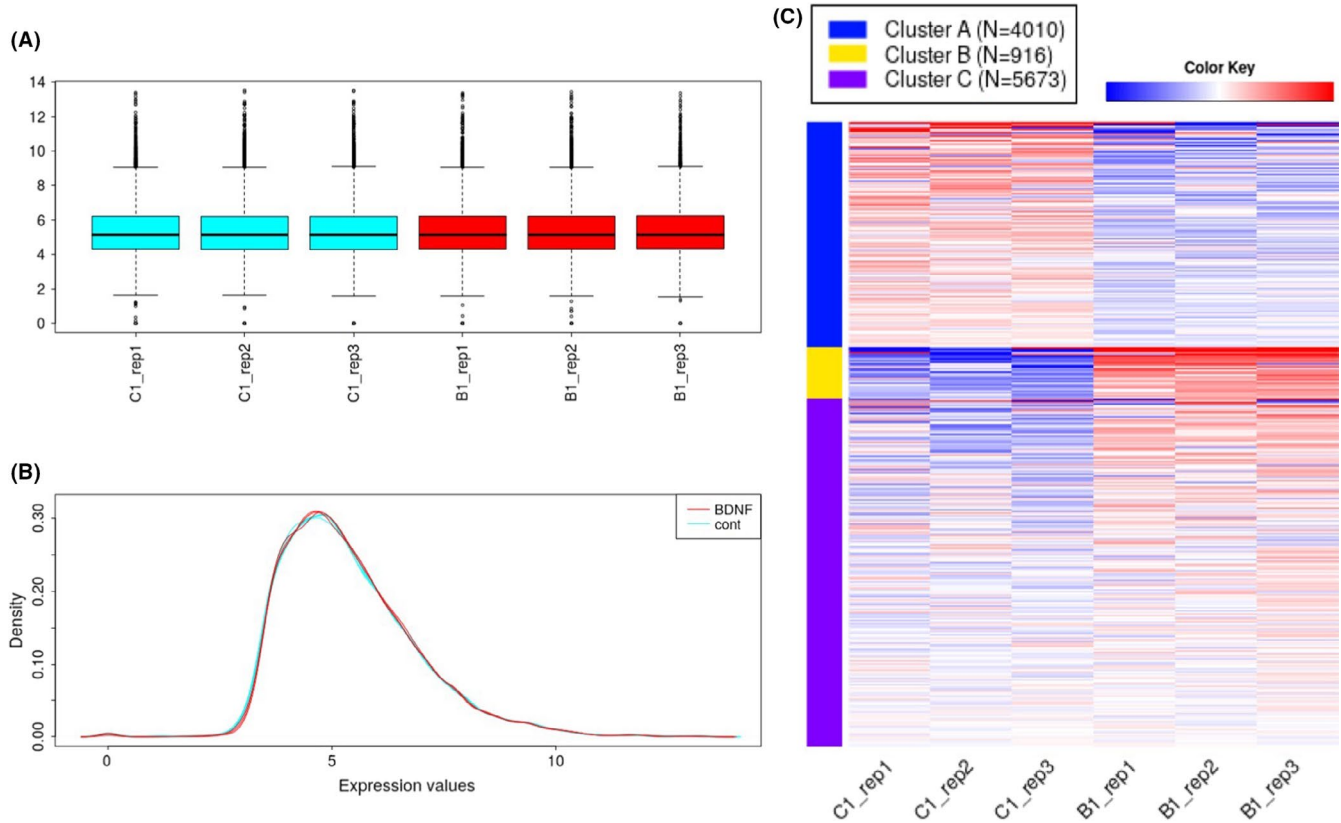 (A)
14
12
10
8
6
4
2
0
C1_rep1
C1_rep2
C1_rep3
B1_rep1
B1_rep2
B1_rep3
(B)
Density
0.30
0.20
0.10
0.00
0
5
10
Expression values
BDNF
cont
(C)
Cluster A (N=4010)
Cluster B (N=916)
Cluster C (N=5673)
Color Key
C1_rep1
C1_rep2
C1_rep3
B1_rep1
B1_rep2
B1_rep3